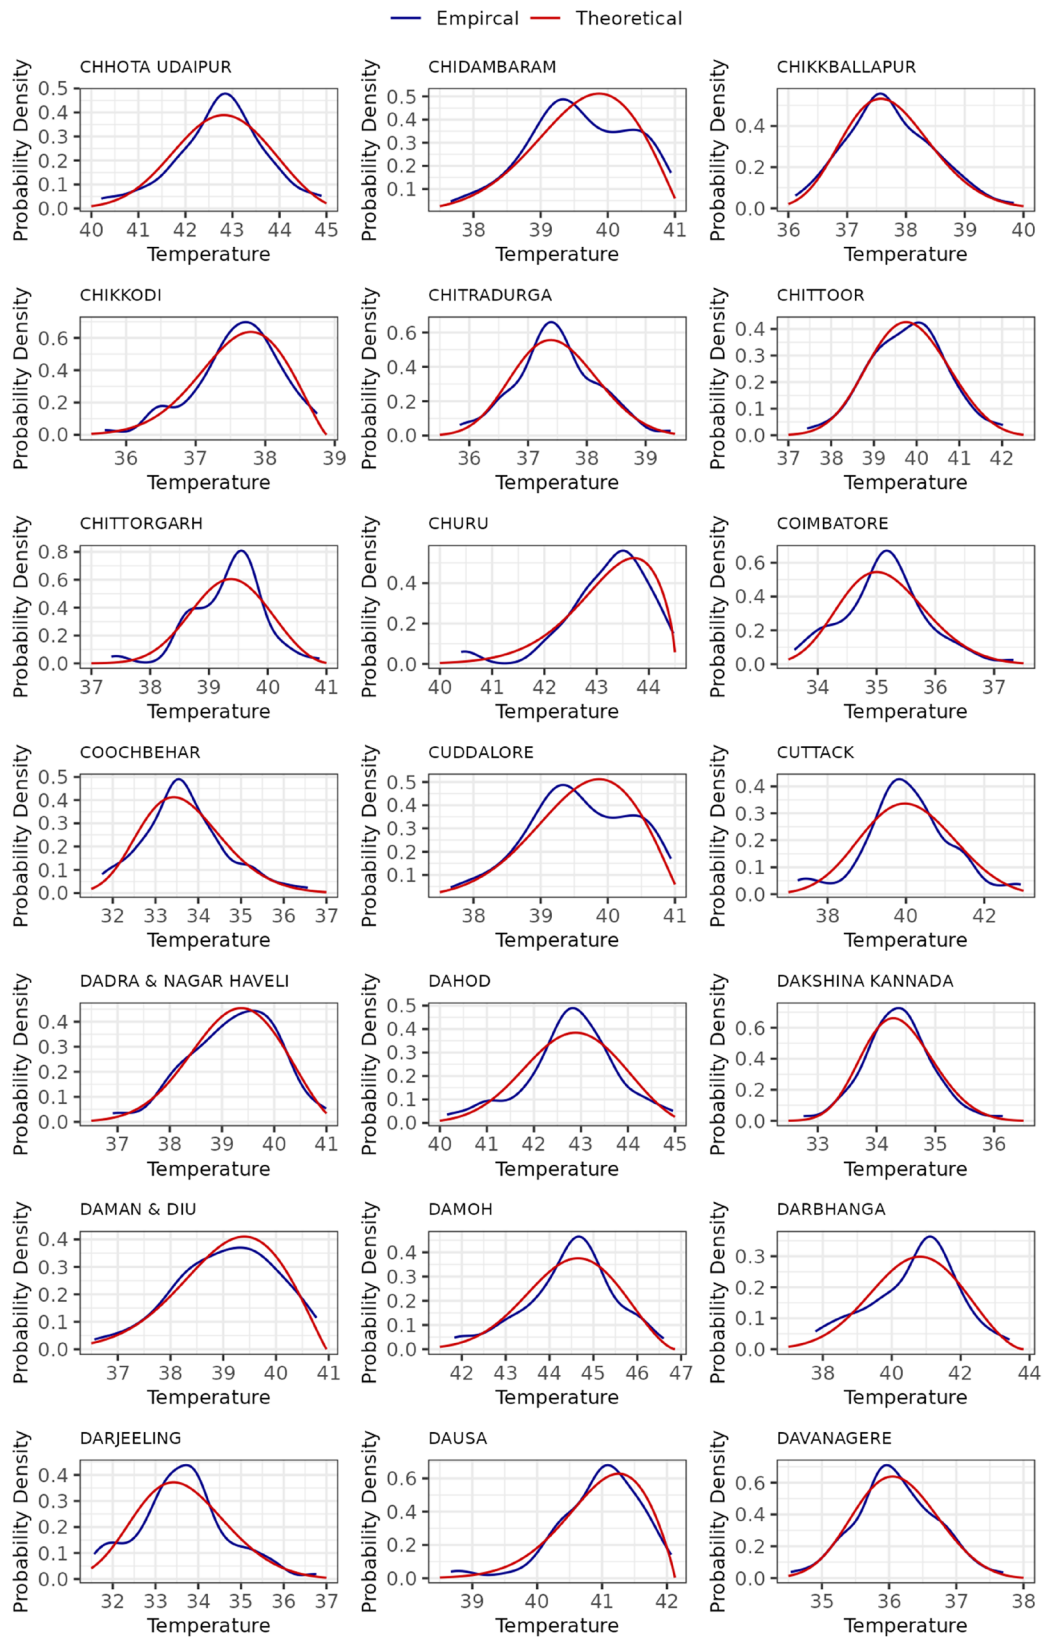 Empircal Theoretical
CHHOTA UDAIPUR CHIDAMBARAM CHIKKBALLAPUR
Probability Density Probability Density Probability Density
0.5 0.4 0.3 0.2 0.1 0.0 0.5 0.4 0.3 0.2 0.1 0.4 0.2 0.0
40 41 42 43 44 45 38 39 40 41 36 37 38 39 40
Temperature Temperature Temperature
CHIKKODI CHITRADURGA CHITTOOR
Probability Density Probability Density Probability Density
0.6 0.4 0.2 0.0 0.6 0.4 0.2 0.0 0.4 0.3 0.2 0.1 0.0
36 37 38 39 36 37 38 39 37 38 39 40 41 42
Temperature Temperature Temperature
CHITTORGARH CHURU COIMBATORE
Probability Density Probability Density Probability Density
0.8 0.6 0.4 0.2 0.0 0.4 0.2 0.0 0.6 0.4 0.2 0.0
37 38 39 40 41 40 41 42 43 44 34 35 36 37
Temperature Temperature Temperature
COOCHBEHAR CUDDALORE CUTTACK
Probability Density Probability Density Probability Density
0.5 0.4 0.3 0.2 0.1 0.0 0.5 0.4 0.3 0.2 0.1 0.4 0.3 0.2 0.1 0.0
32 33 34 35 36 37 38 39 40 41 38 40 42
Temperature Temperature Temperature
DADRA & NAGAR HAVELI DAHOD DAKSHINA KANNADA
Probability Density Probability Density Probability Density
0.4 0.3 0.2 0.1 0.0 0.5 0.4 0.3 0.2 0.1 0.0 0.6 0.4 0.2 0.0
37 38 39 40 41 40 41 42 43 44 45 33 34 35 36
Temperature Temperature Temperature
DAMAN & DIU DAMOH DARBHANGA
Probability Density Probability Density Probability Density
0.4 0.3 0.2 0.1 0.0 0.4 0.3 0.2 0.1 0.0 0.3 0.2 0.1 0.0
37 38 39 40 41 42 43 44 45 46 47 38 40 42 44
Temperature Temperature Temperature
DARJEELING DAUSA DAVANAGERE
Probability Density Probability Density Probability Density
0.4 0.3 0.2 0.1 0.0 0.6 0.4 0.2 0.0 0.6 0.4 0.2 0.0
32 33 34 35 36 37 39 40 41 42 35 36 37 38
Temperature Temperature Temperature